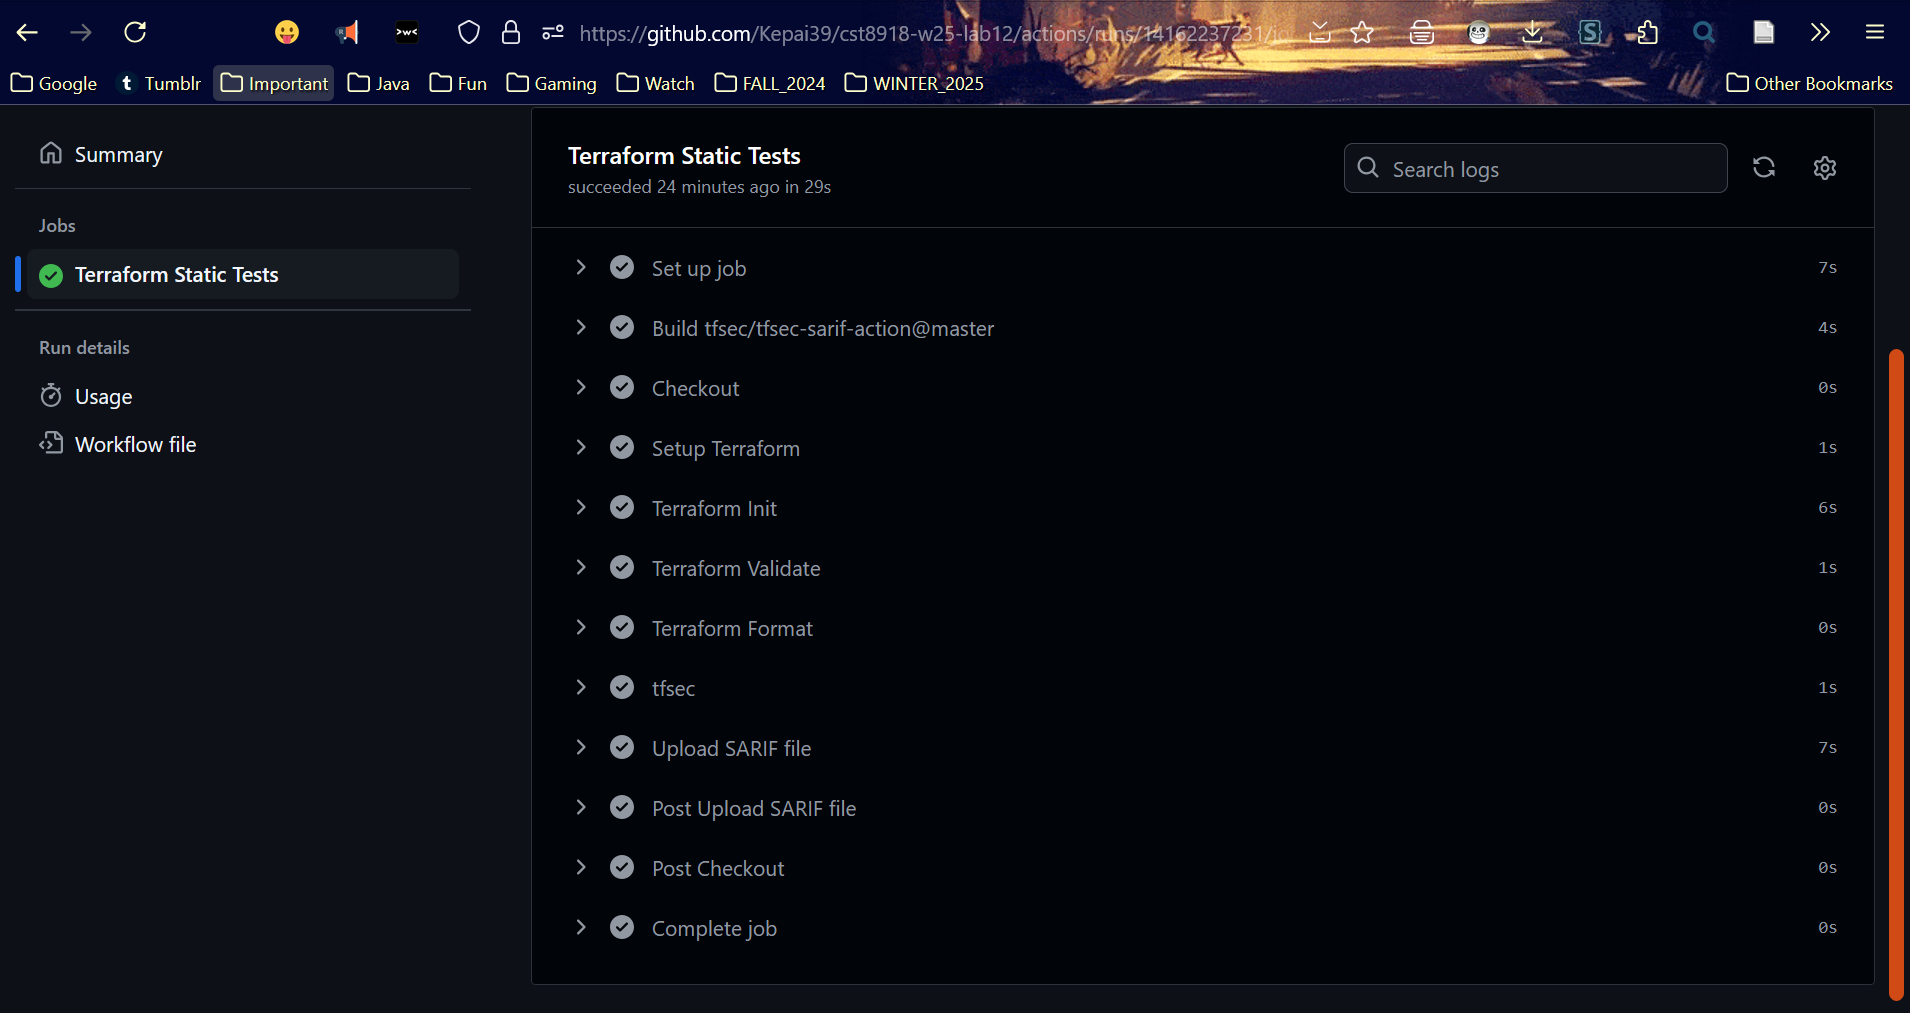 https://github.com/Kepai39/cst8918-w25-lab12/actions/runs/14162237231/jo
Google Tumblr Important Java Fun Gaming Watch FALL_2024 WINTER_2025 Other Bookmarks
Summary
Jobs
Terraform Static Tests
Run details
Usage
Workflow file
Terraform Static Tests
succeeded 24 minutes ago in 29s
Search logs
Set up job 7s
Build tfsec/tfsec-sarif-action@master 4s
Checkout 0s
Setup Terraform 1s
Terraform Init 6s
Terraform Validate 1s
Terraform Format 0s
tfsec 1s
Upload SARIF file 7s
Post Upload SARIF file 0s
Post Checkout 0s
Complete job 0s